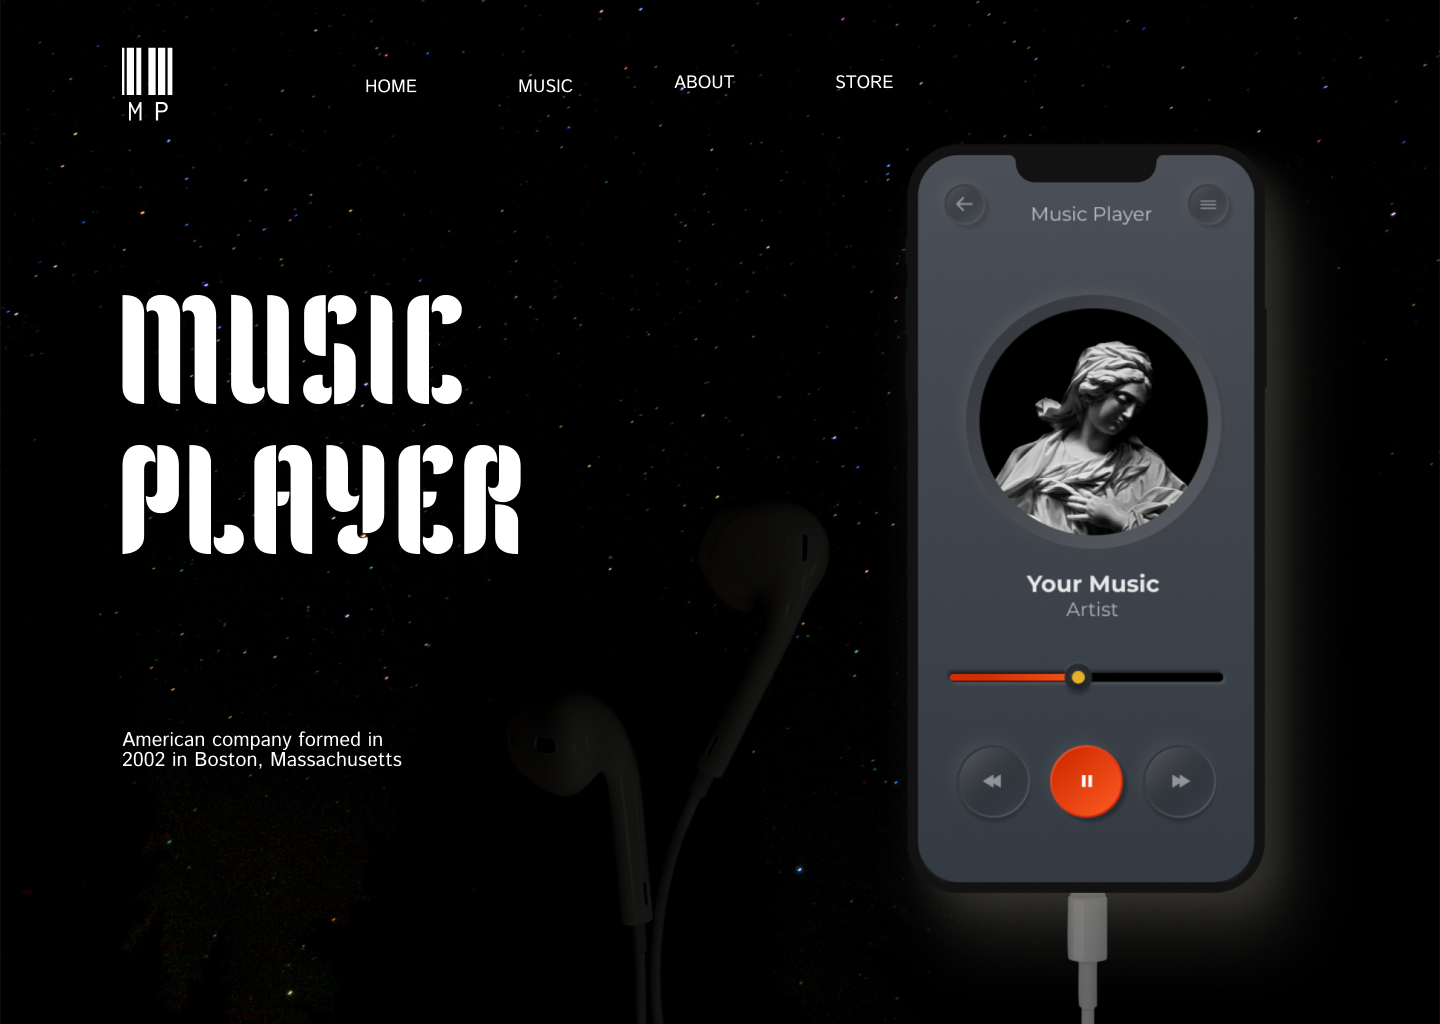 M P
HOME MUSIC ABOUT STORE
Music Player
MUSIC
PLAYER
Your Music
Artist
American company formed in
2002 in Boston, Massachusetts